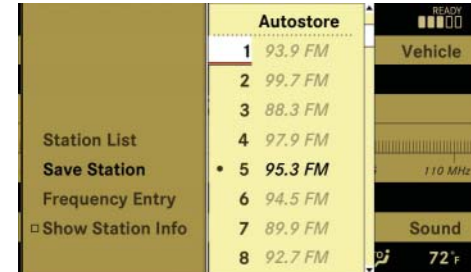 READY
Autostore
1 93.9 FM
Vehicle
2 99.7 FM
3 88.3 FM
Station List
4 97.9 FM
Save Station
• 5 95.3 FM
110 MHz
Frequency Entry
6 94.5 FM
Show Station Info
7 89.9 FM
Sound
8 92.7 FM
72°F